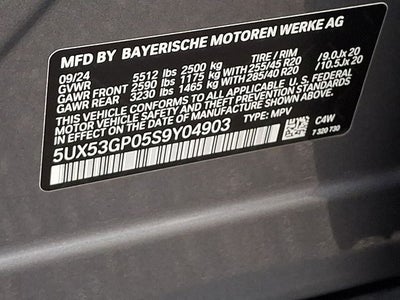 MFD BY BAYERISCHE MOTOREN WERKE AG
09/24 5512 lbs 2500 kg TIRE / RIM
GVWR 2590 lbs 1175 kg WITH 255/45 R20 /9.0Jx 20
GAWR FRONT 3230 lbs 1465 kg WITH 285/40 R20 /10.5Jx 20
GAWR REAR
THIS VEHICLE CONFORMS TO ALL APPLICABLE U.S. FEDERAL
MOTOR VEHICLE SAFETY, BUMPER, AND THEFT PREVENTION
STANDARDS IN EFFECT ON THE DATE OF MANUFACTURE SHOWN ABOVE.
5UX53GP05S9Y04903 TYPE: MPV
C4W
7 320 730